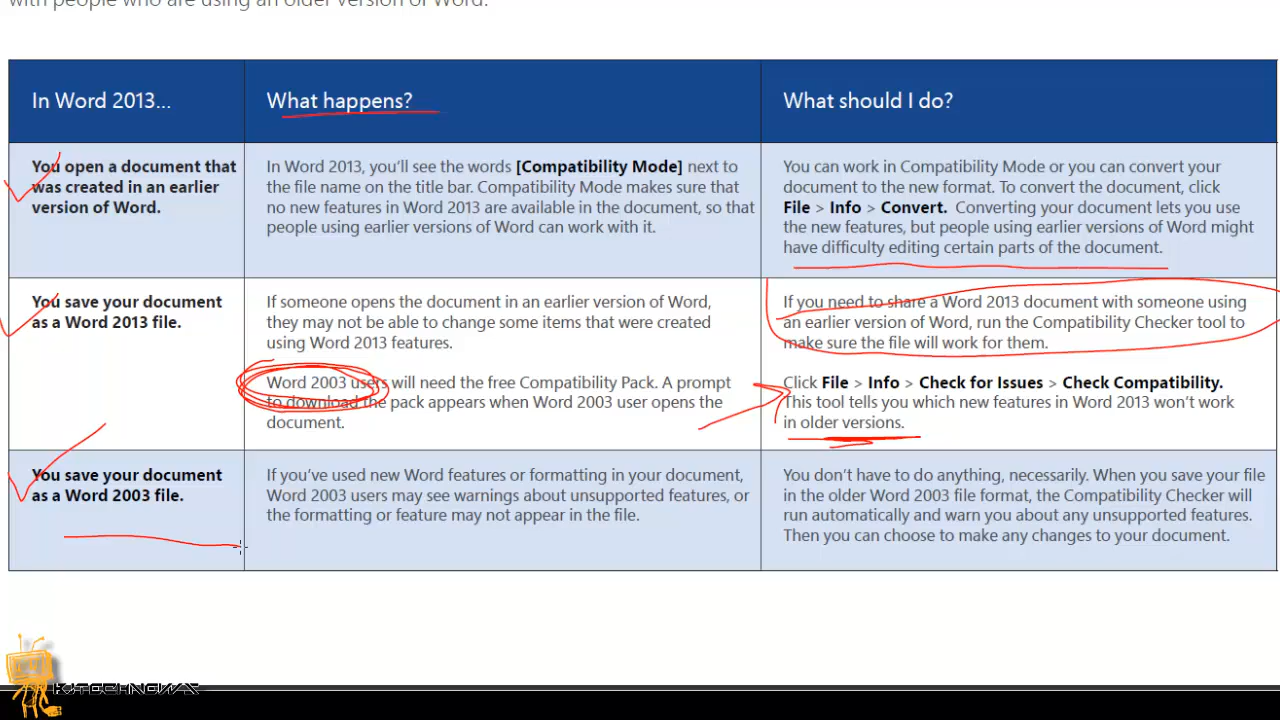 with people who are using an older version of Word.
In Word 2013...
What happens?
What should I do?
You open a document that
was created in an earlier
version of Word.
In Word 2013, you'll see the words [Compatibility Mode] next to
the file name on the title bar. Compatibility Mode makes sure that
no new features in Word 2013 are available in the document, so that
people using earlier versions of Word can work with it.
You can work in Compatibility Mode or you can convert your
document to the new format. To convert the document, click
File > Info > Convert. Converting your document lets you use
the new features, but people using earlier versions of Word might
have difficulty editing certain parts of the document.
You save your document
as a Word 2013 file.
If someone opens the document in an earlier version of Word,
they may not be able to change some items that were created
using Word 2013 features.
Word 2003 users will need the free Compatibility Pack. A prompt
to download the pack appears when Word 2003 user opens the
document.
If you need to share a Word 2013 document with someone using
an earlier version of Word, run the Compatibility Checker tool to
make sure the file will work for them.
Click File > Info > Check for Issues > Check Compatibility.
This tool tells you which new features in Word 2013 won't work
in older versions.
You save your document
as a Word 2003 file.
If you've used new Word features or formatting in your document,
Word 2003 users may see warnings about unsupported features, or
the formatting or feature may not appear in the file.
You don't have to do anything, necessarily. When you save your file
in the older Word 2003 file format, the Compatibility Checker will
run automatically and warn you about any unsupported features.
Then you can choose to make any changes to your document.